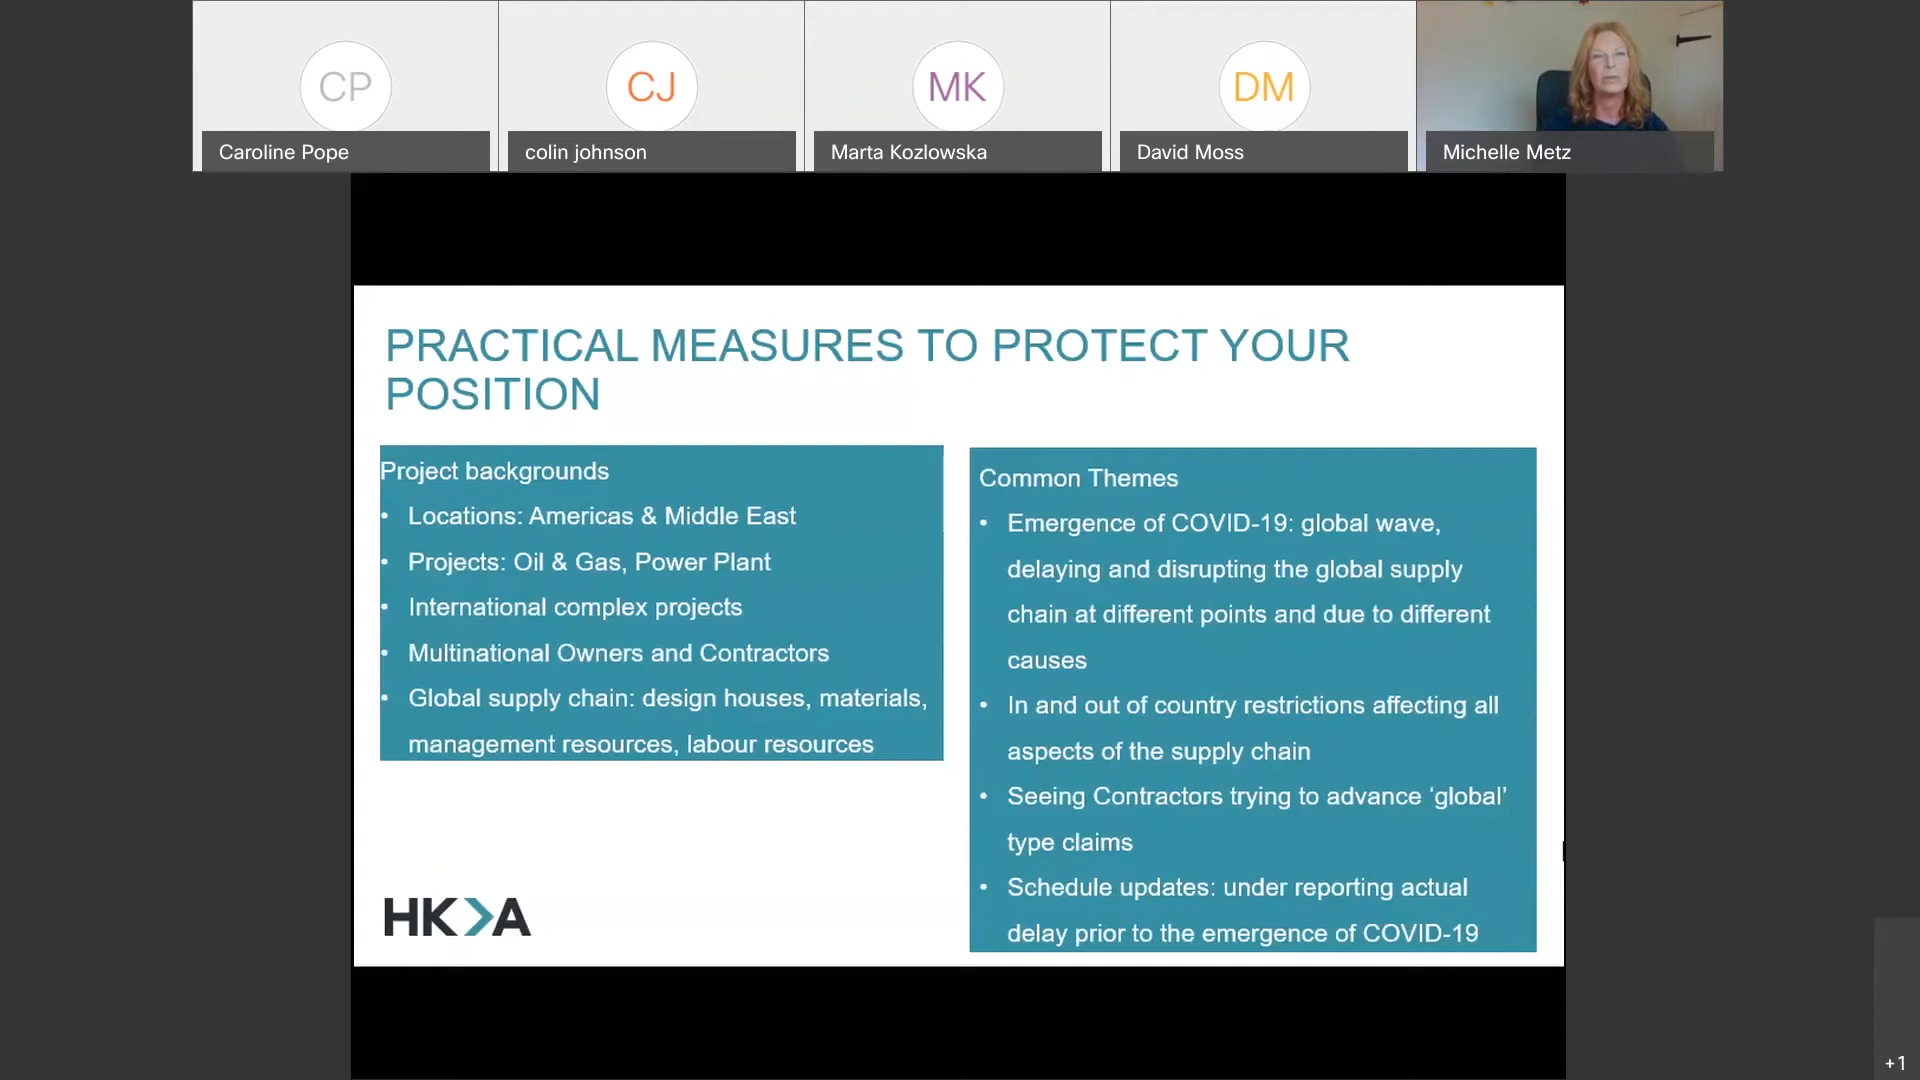 CP
CJ
MK
DM
Caroline Pope
colin johnson
Marta Kozlowska
David Moss
Michelle Metz
PRACTICAL MEASURES TO PROTECT YOUR
POSITION
Project backgrounds
• Locations: Americas & Middle East
• Projects: Oil & Gas, Power Plant
• International complex projects
• Multinational Owners and Contractors
• Global supply chain: design houses, materials,
management resources, labour resources
Common Themes
• Emergence of COVID-19: global wave,
delaying and disrupting the global supply
chain at different points and due to different
causes
• In and out of country restrictions affecting all
aspects of the supply chain
• Seeing Contractors trying to advance ‘global’
type claims
• Schedule updates: under reporting actual
delay prior to the emergence of COVID-19
HKA
+1